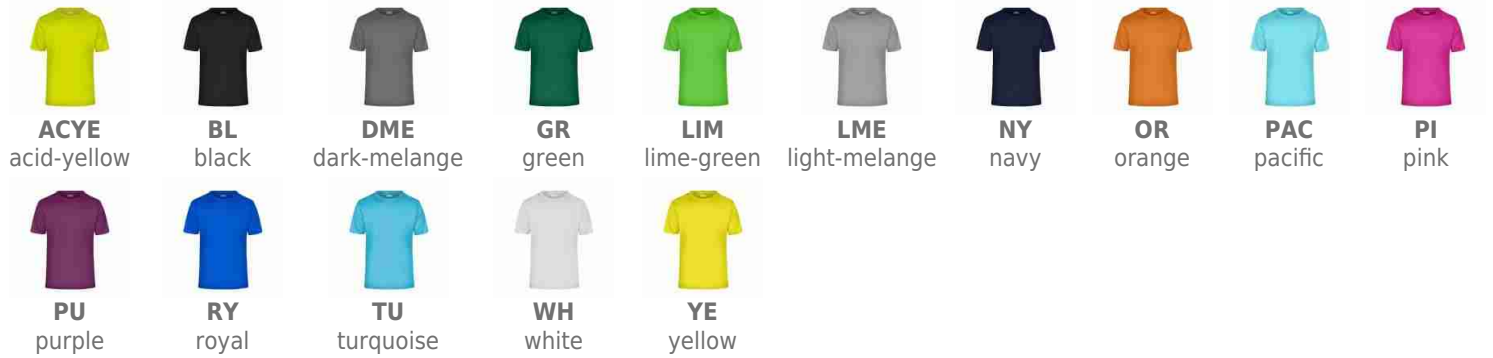 ACYE BL DME GR LIM LME NY OR PAC PI
acid-yellow black dark-melange green lime-green light-melange navy orange pacific pink
PU RY TU WH YE
purple royal turquoise white yellow